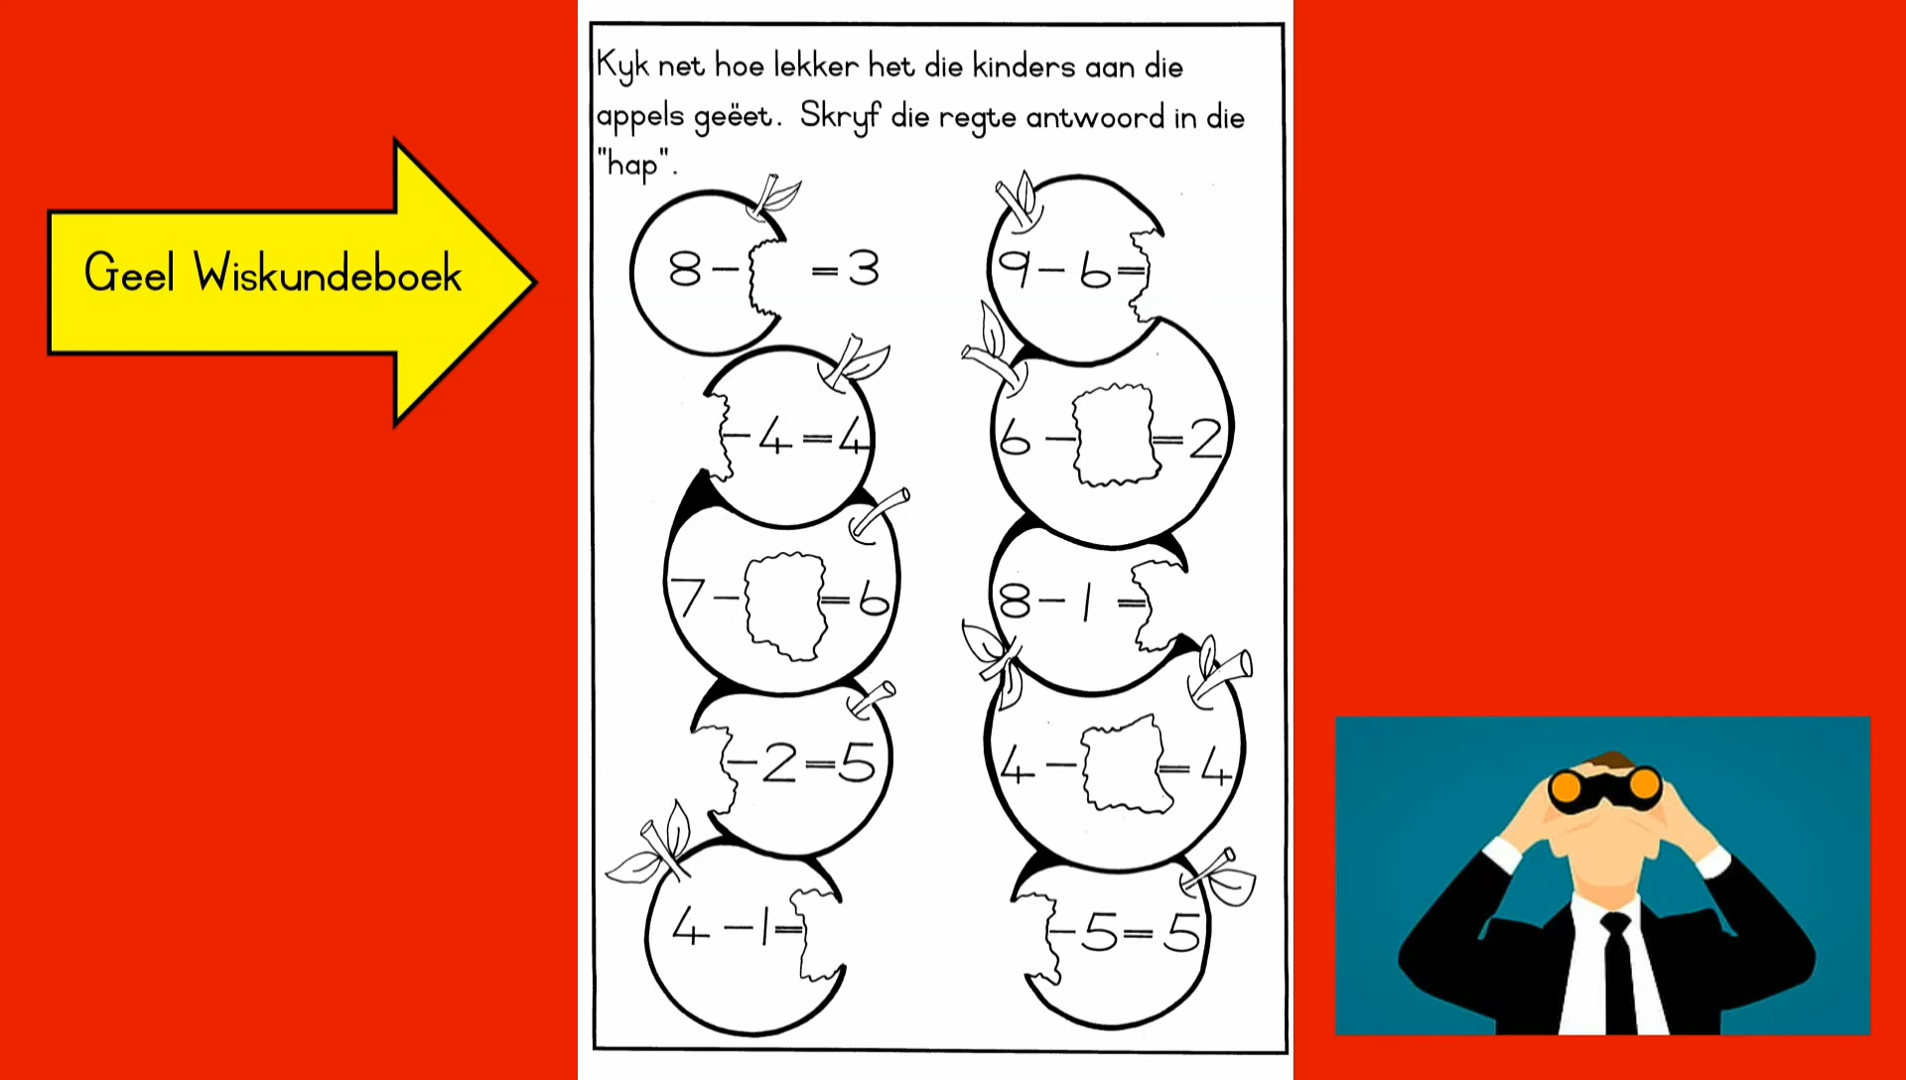 Geel Wiskundeboek
Kyk net hoe lekker het die kinders aan die
appels geëet. Skryf die regte antwoord in die
"hap".
8 - = 3
- 4 = 4
7 - = 6
- 2 = 5
4 - 1 =
9 - 6 =
6 - = 2
8 - 1 =
4 - = 4
- 5 = 5